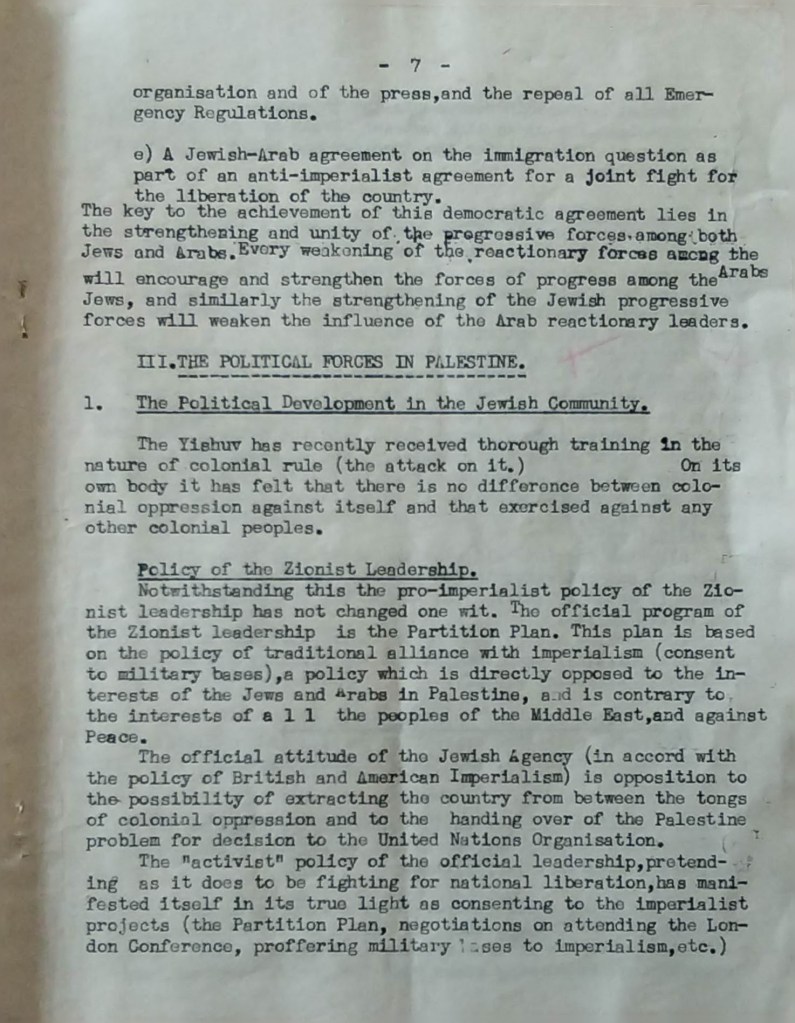 - 7 -
organisation and of the press,and the repeal of all Emer-
gency Regulations.
e) A Jewish-Arab agreement on the immigration question as
part of an anti-imperialist agreement for a joint fight for
the liberation of the country.
The key to the achievement of this democratic agreement lies in
the strengthening and unity of the progressive forces among both
Jews and Arabs.Every weakening of the reactionary forces among the
will encourage and strengthen the forces of progress among the Arabs
Jews, and similarly the strengthening of the Jewish progressive
forces will weaken the influence of the Arab reactionary leaders.
III.THE POLITICAL FORCES IN PALESTINE.
1. The Political Development in the Jewish Community.
The Yishuv has recently received thorough training in the
nature of colonial rule (the attack on it.) On its
own body it has felt that there is no difference between colo-
nial oppression against itself and that exercised against any
other colonial peoples.
Policy of the Zionist Leadership.
Notwithstanding this the pro-imperialist policy of the Zio-
nist leadership has not changed one wit. The official program of
the Zionist leadership is the Partition Plan. This plan is based
on the policy of traditional alliance with imperialism (consent
to military bases),a policy which is directly opposed to the in-
terests of the Jews and Arabs in Palestine, and is contrary to
the interests of a l l the peoples of the Middle East,and against
Peace.
The official attitude of the Jewish Agency (in accord with
the policy of British and American Imperialism) is opposition to
the possibility of extracting the country from between the tongs
of colonial oppression and to the handing over of the Palestine
problem for decision to the United Nations Organisation.
The "activist" policy of the official leadership,pretend-
ing as it does to be fighting for national liberation,has mani-
fested itself in its true light as consenting to the imperialist
projects (the Partition Plan, negotiations on attending the Lon-
don Conference, proffering military bases to imperialism,etc.)